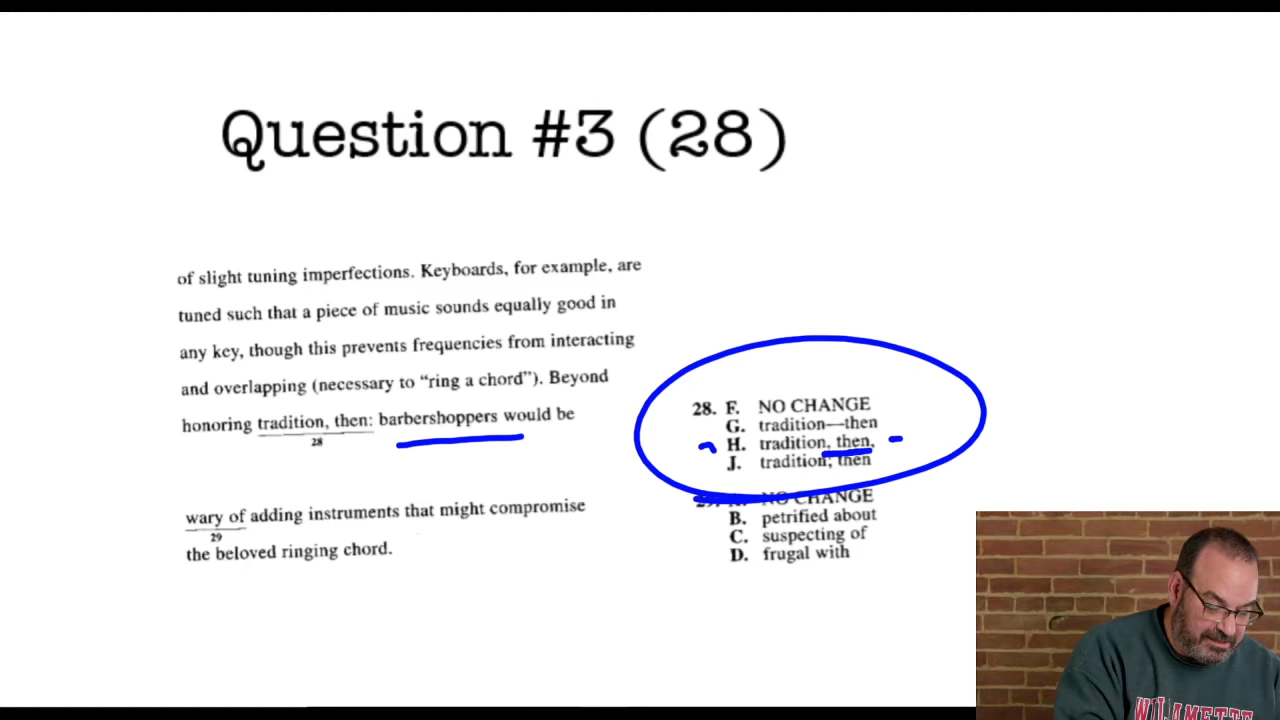 Question #3 (28)
of slight tuning imperfections. Keyboards, for example, are
tuned such that a piece of music sounds equally good in
any key, though this prevents frequencies from interacting
and overlapping (necessary to “ring a chord”). Beyond
honoring tradition, then: barbershoppers would be
28
wary of adding instruments that might compromise
29
the beloved ringing chord.
28. F. NO CHANGE
G. tradition—then
H. tradition, then,
J. tradition; then
29. A. NO CHANGE
B. petrified about
C. suspecting of
D. frugal with
WILAMETTE